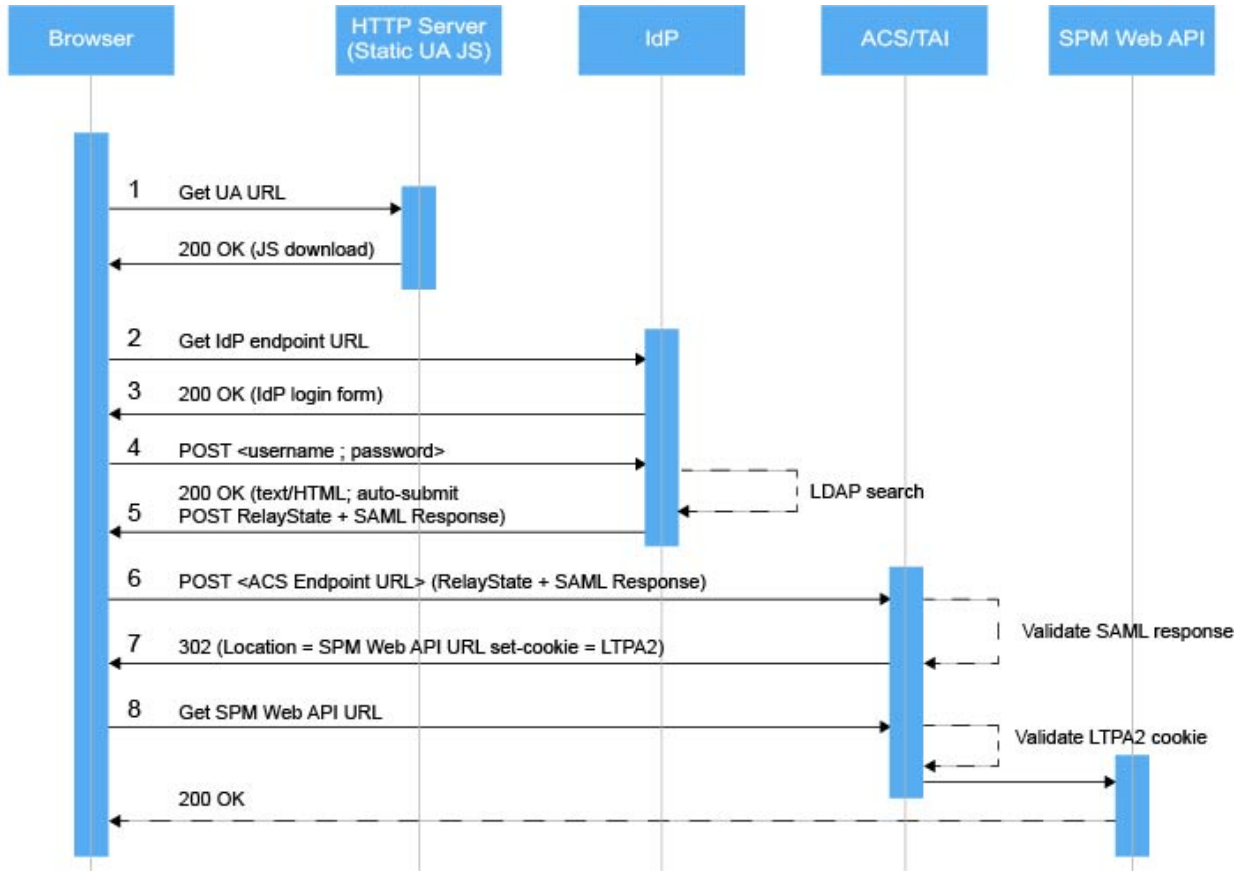 Browser
HTTP Server
(Static UA JS)
IdP
ACS/TAI
SPM Web API
1 Get UA URL
200 OK (JS download)
2 Get IdP endpoint URL
3 200 OK (IdP login form)
4 POST <username ; password>
LDAP search
200 OK (text/HTML; auto-submit
5 POST RelayState + SAML Response)
6 POST <ACS Endpoint URL> (RelayState + SAML Response)
Validate SAML response
7 302 (Location = SPM Web API URL set-cookie = LTPA2)
8 Get SPM Web API URL
Validate LTPA2 cookie
200 OK